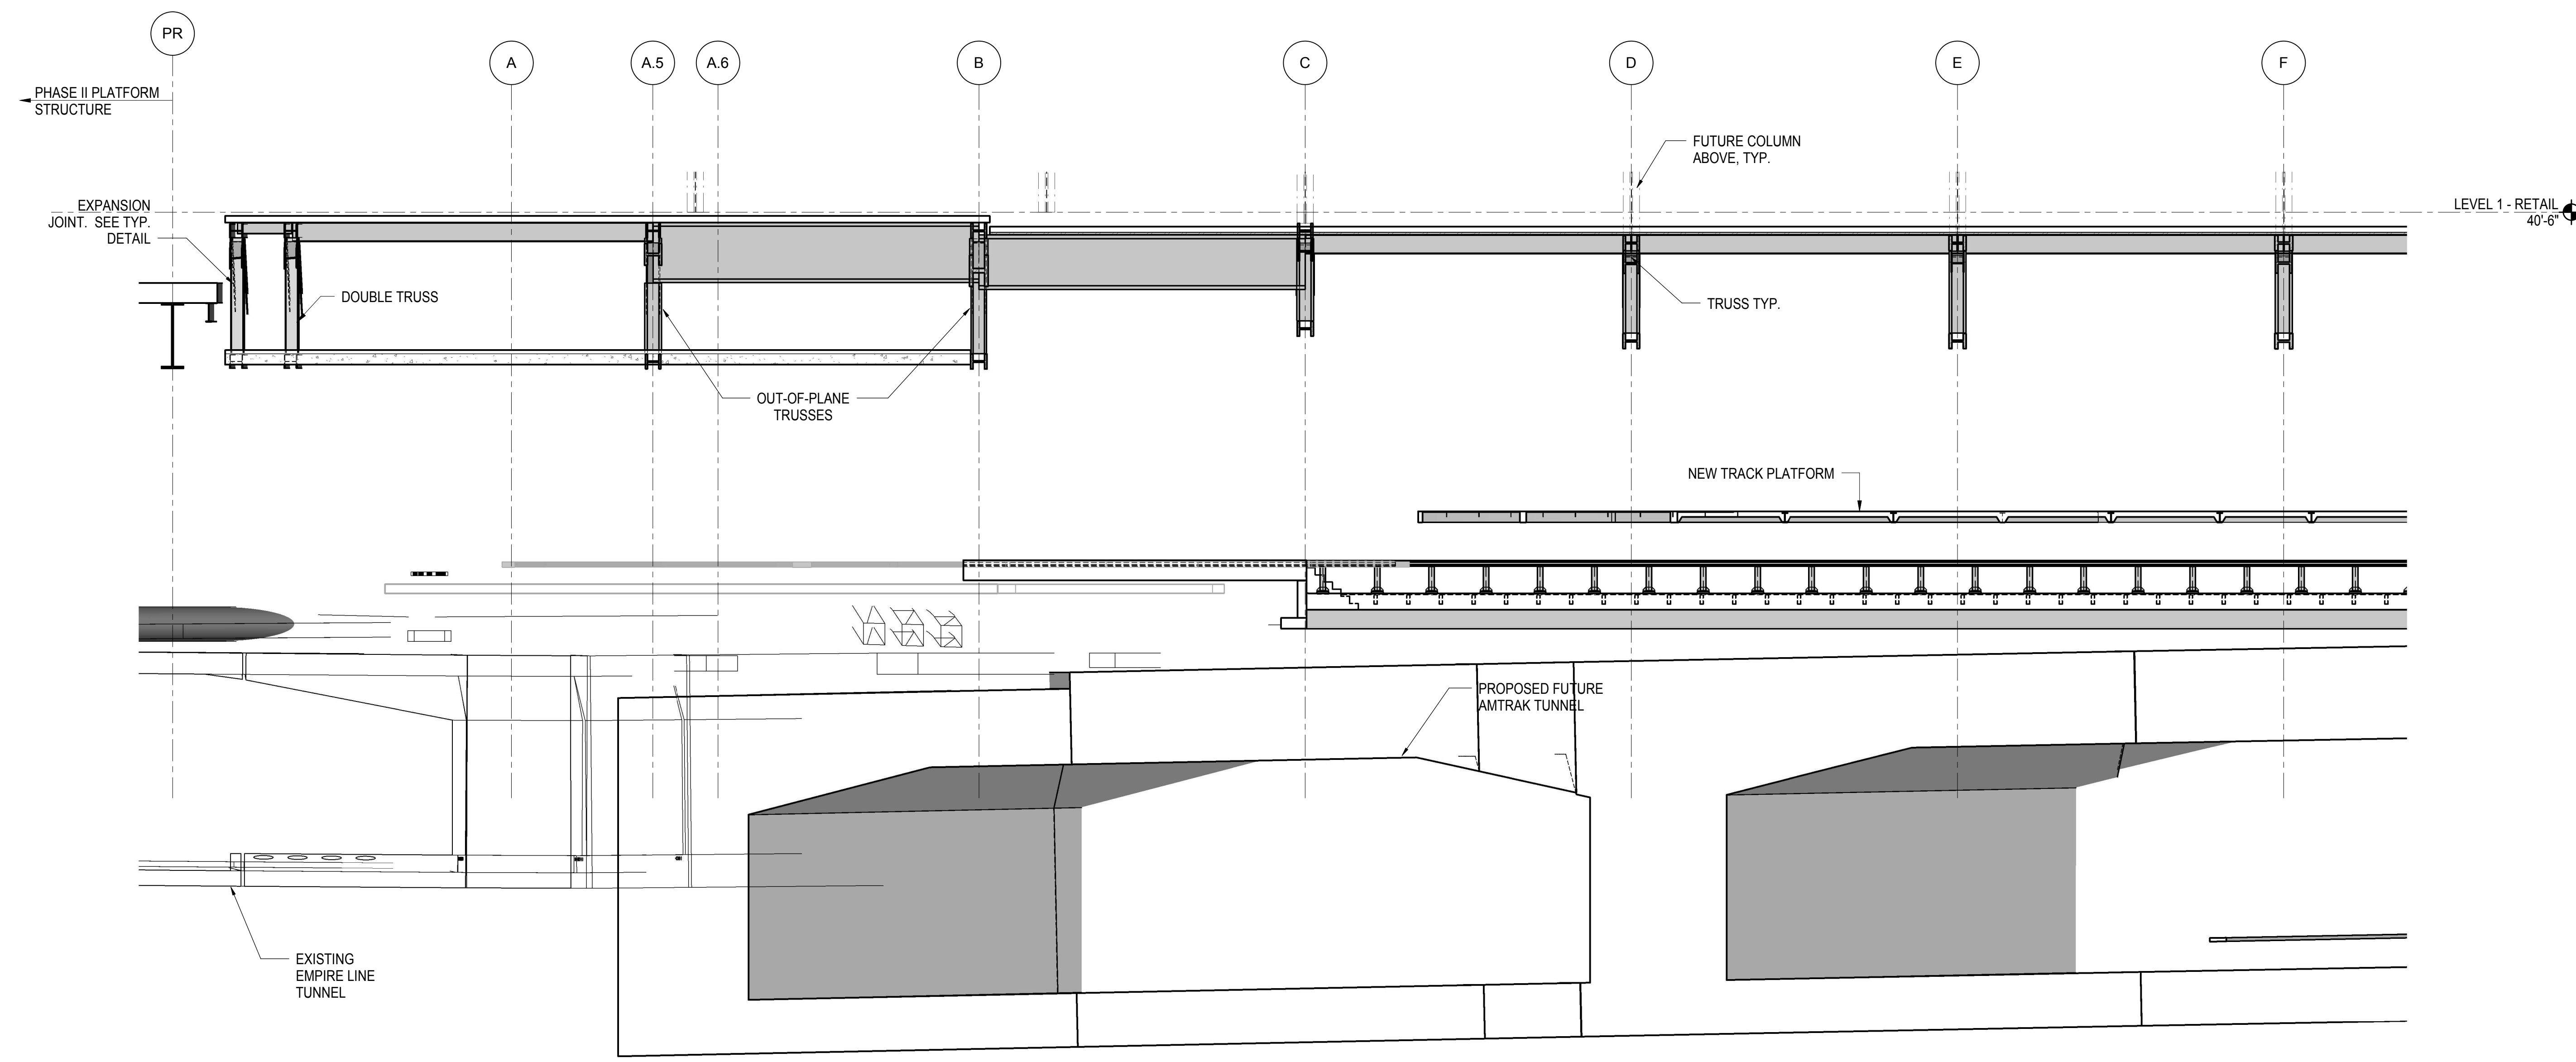 PR
A
A.5
A.6
B
C
D
E
F
PHASE II PLATFORM
STRUCTURE
FUTURE COLUMN
ABOVE, TYP.
EXPANSION
JOINT. SEE TYP.
DETAIL
LEVEL 1 - RETAIL
40'-6"
DOUBLE TRUSS
TRUSS TYP.
OUT-OF-PLANE
TRUSSES
NEW TRACK PLATFORM
PROPOSED FUTURE
AMTRAK TUNNEL
EXISTING
EMPIRE LINE
TUNNEL